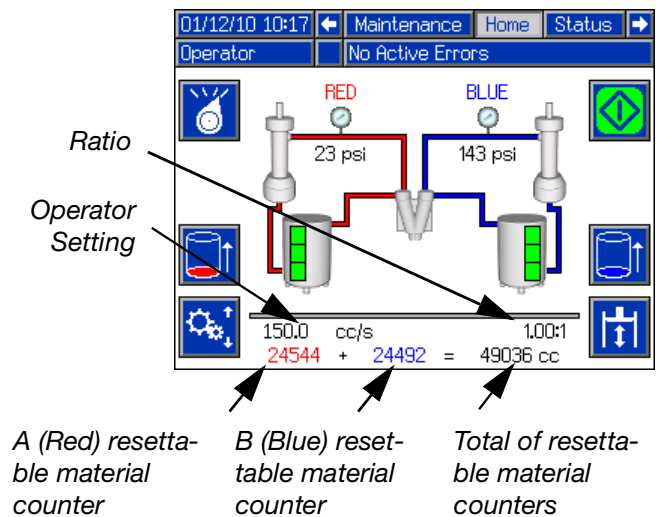 01/12/10 10:17 Maintenance Home Status
Operator No Active Errors
RED BLUE
23 psi 143 psi
Ratio
Operator
Setting
150.0 cc/s 1.00:1
24544 + 24492 = 49036 cc
A (Red) resetta-
ble material
counter
B (Blue) reset-
table material
counter
Total of resetta-
ble material
counters